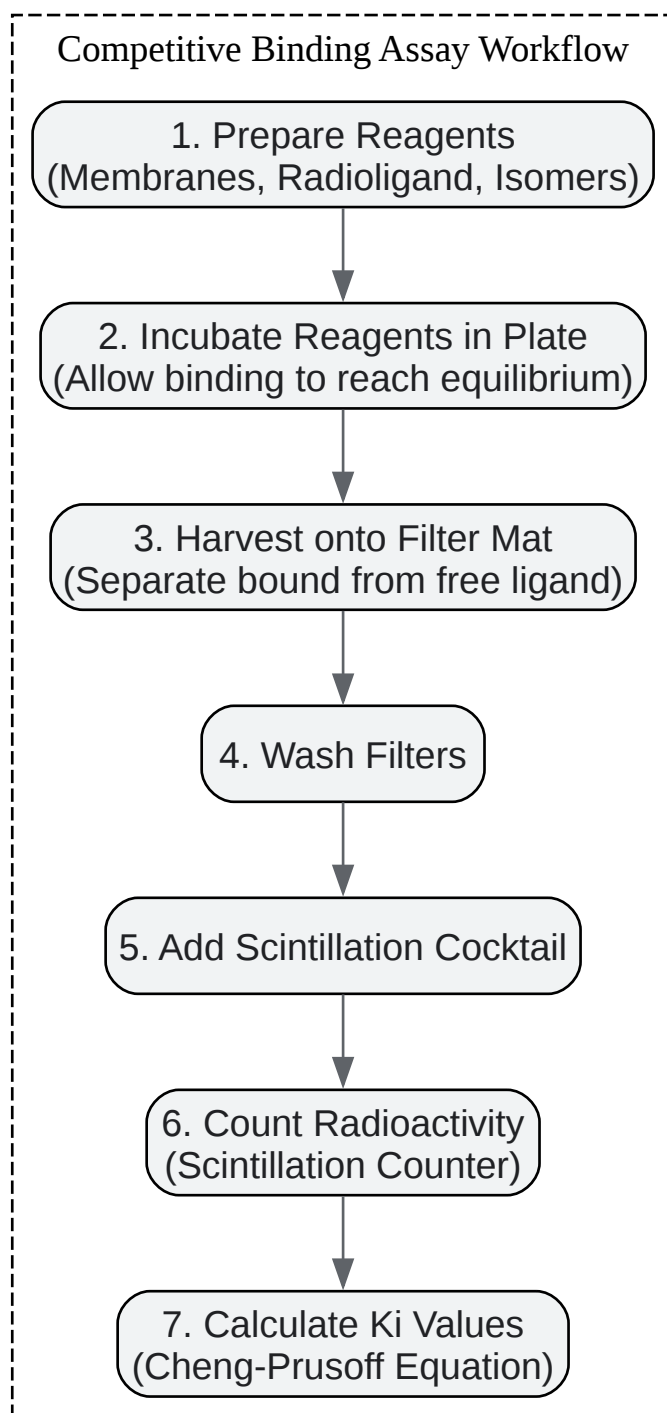 Competitive Binding Assay Workflow
1. Prepare Reagents
(Membranes, Radioligand, Isomers)
2. Incubate Reagents in Plate
(Allow binding to reach equilibrium)
3. Harvest onto Filter Mat
(Separate bound from free ligand)
4. Wash Filters
5. Add Scintillation Cocktail
6. Count Radioactivity
(Scintillation Counter)
7. Calculate Ki Values
(Cheng-Prusoff Equation)